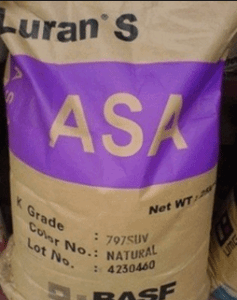 Luran® S
ASA
Net WT :
K Grade : 797SUV
Color No.: NATURAL
Lot No. : 4230460
BASF